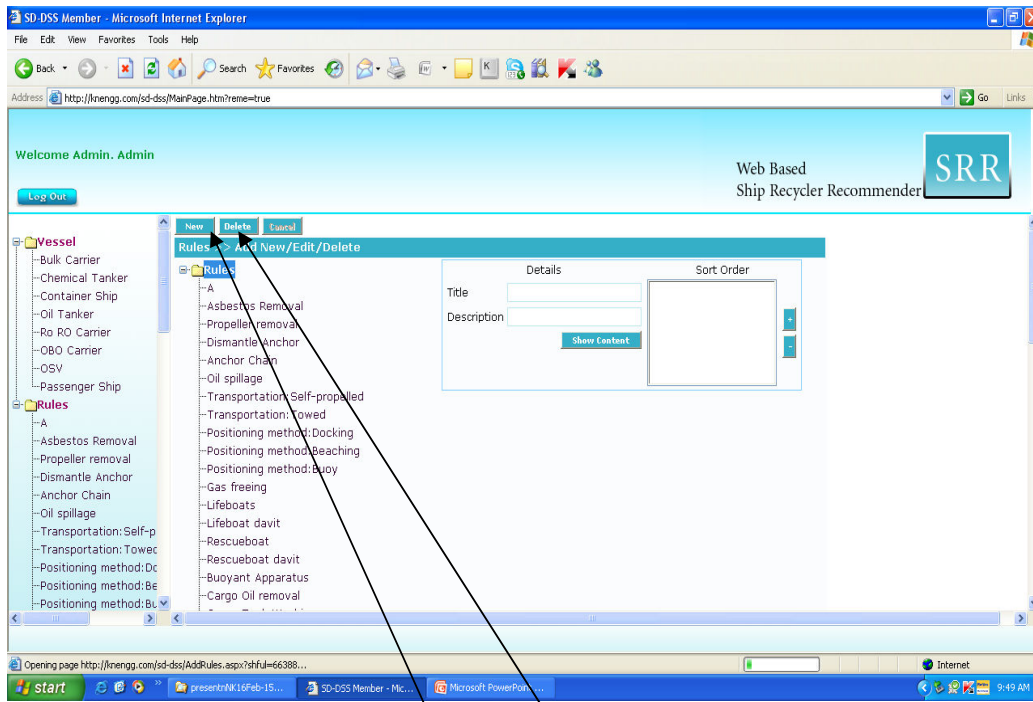 SD-DSS Member - Microsoft Internet Explorer
File Edit View Favorites Tools Help
Back Search Favorites
Address http://knengg.com/sd-dss/MainPage.htm?reme=true Go Links
Welcome Admin. Admin
Log Out
Web Based
Ship Recycler Recommender
SRR
Vessel
Bulk Carrier
Chemical Tanker
Container Ship
Oil Tanker
Ro RO Carrier
OBO Carrier
OSV
Passenger Ship
Rules
A
Asbestos Removal
Propeller removal
Dismantle Anchor
Anchor Chain
Oil spillage
Transportation:Self-p
Transportation:Towed
Positioning method:Do
Positioning method:Be
Positioning method:Bu
New Delete Cancel
Rules >> Add New/Edit/Delete
Rules
A
Asbestos Removal
Propeller removal
Dismantle Anchor
Anchor Chain
Oil spillage
Transportation:Self-propelled
Transportation:Towed
Positioning method:Docking
Positioning method:Beaching
Positioning method:Buoy
Gas freeing
Lifeboats
Lifeboat davit
Rescueboat
Rescueboat davit
Buoyant Apparatus
Cargo Oil removal
Details Sort Order
Title
Description
Show Content
+
-
Opening page http://knengg.com/sd-dss/AddRules.aspx?shful=66388... Internet
start presentnNK16Feb-15... SD-DSS Member - Mic... Microsoft PowerPoint ... 9:49 AM